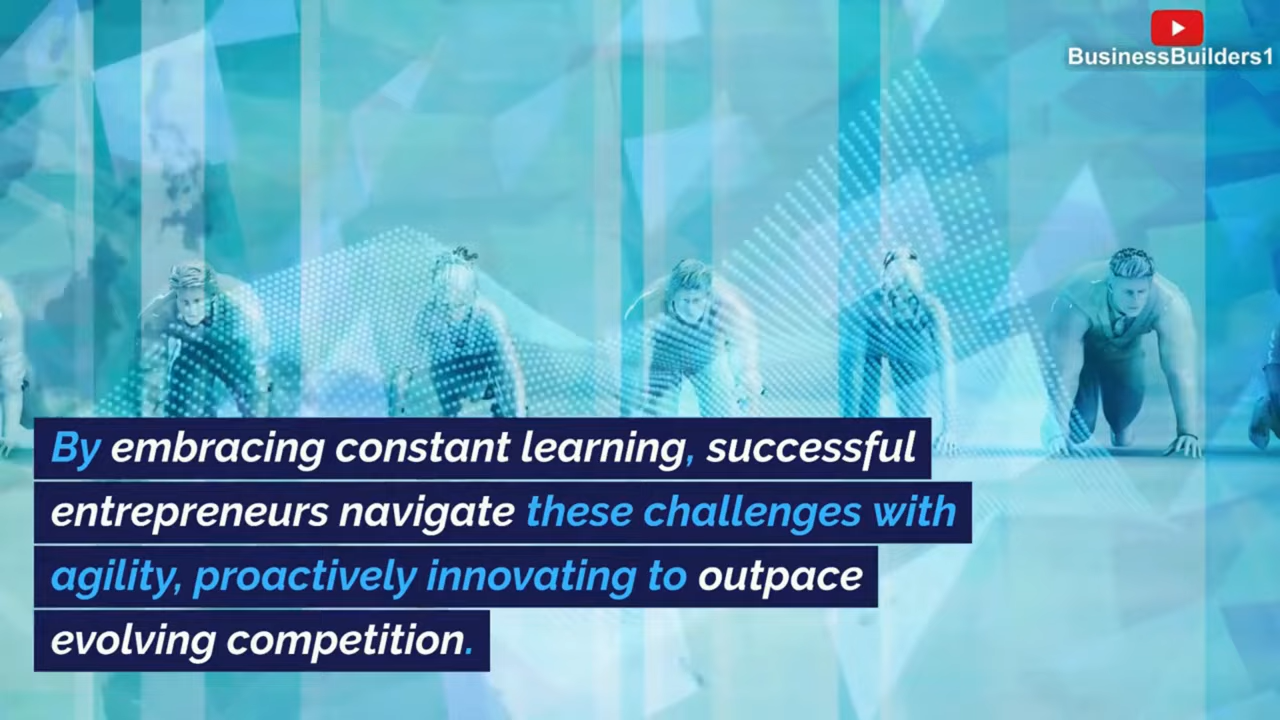 BusinessBuilders1
By embracing constant learning, successful
entrepreneurs navigate these challenges with
agility, proactively innovating to outpace
evolving competition.